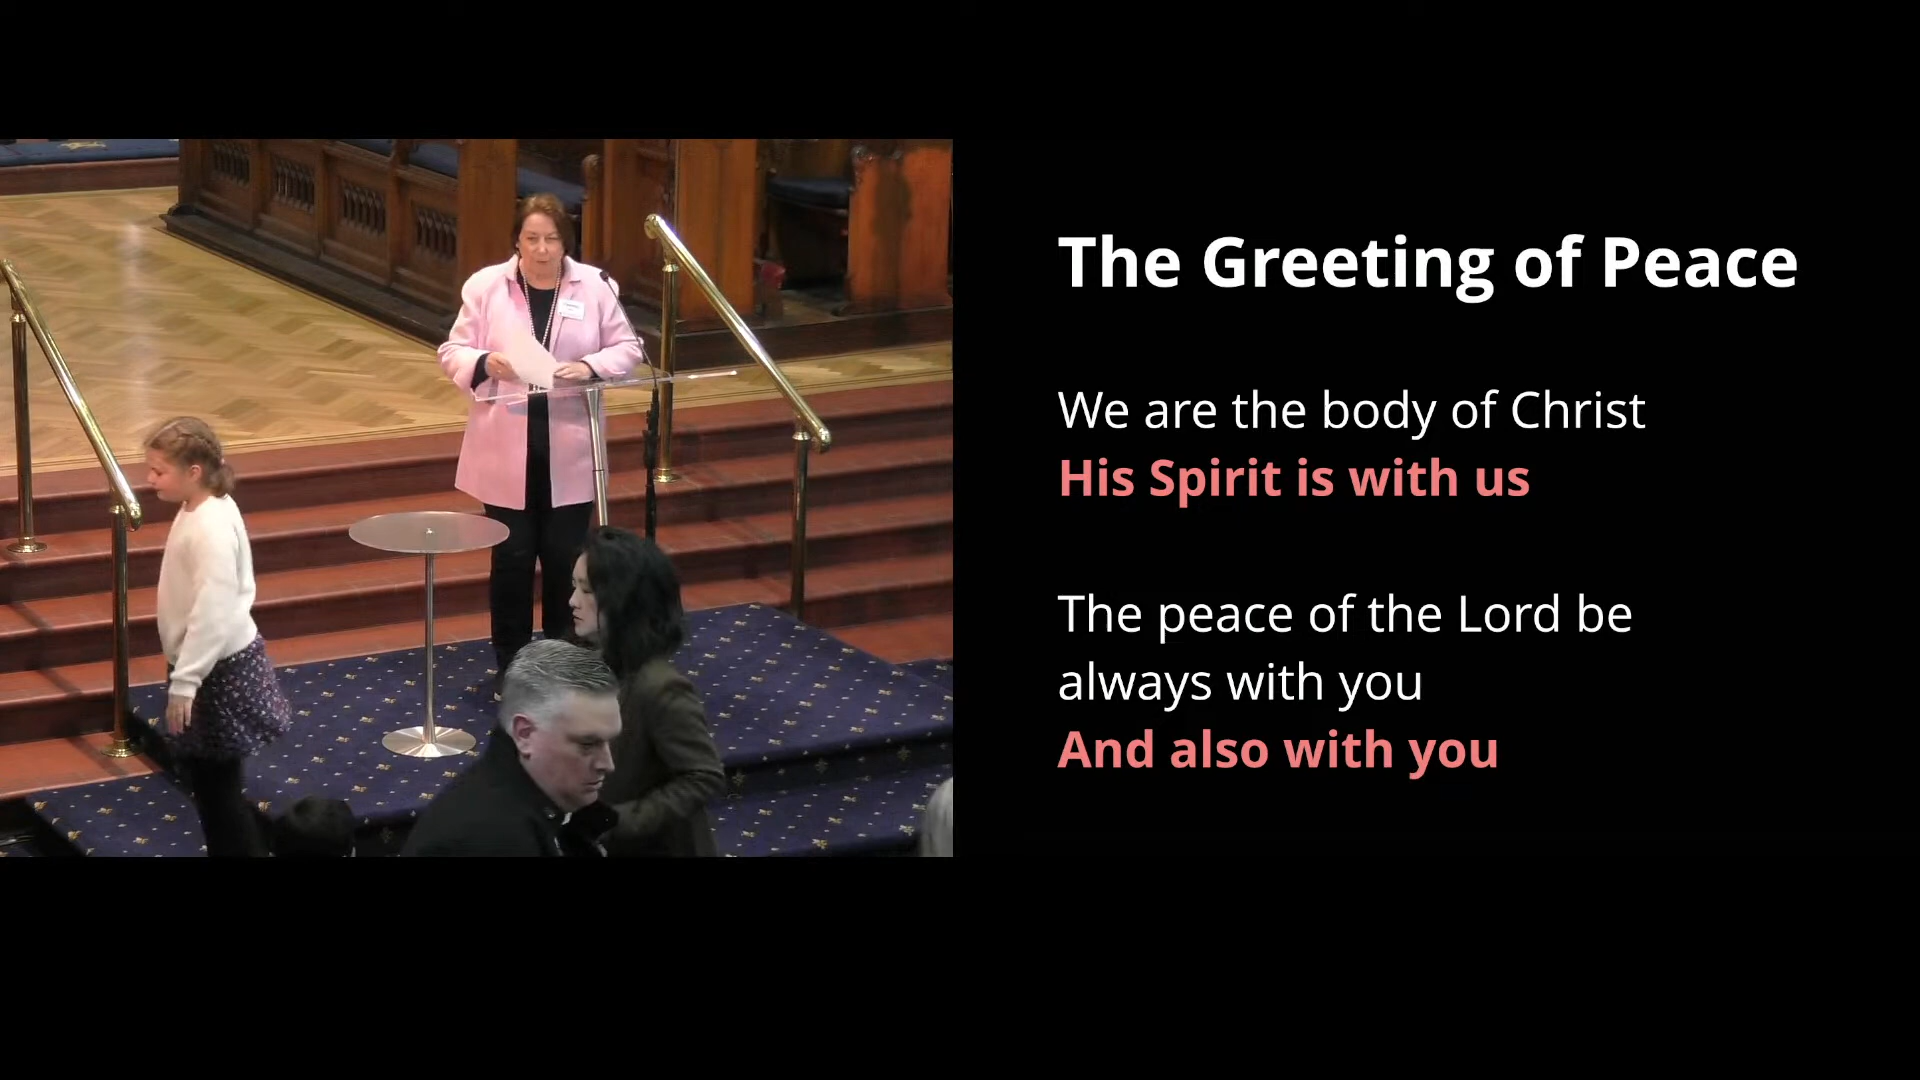 The Greeting of Peace
We are the body of Christ
His Spirit is with us
The peace of the Lord be
always with you
And also with you